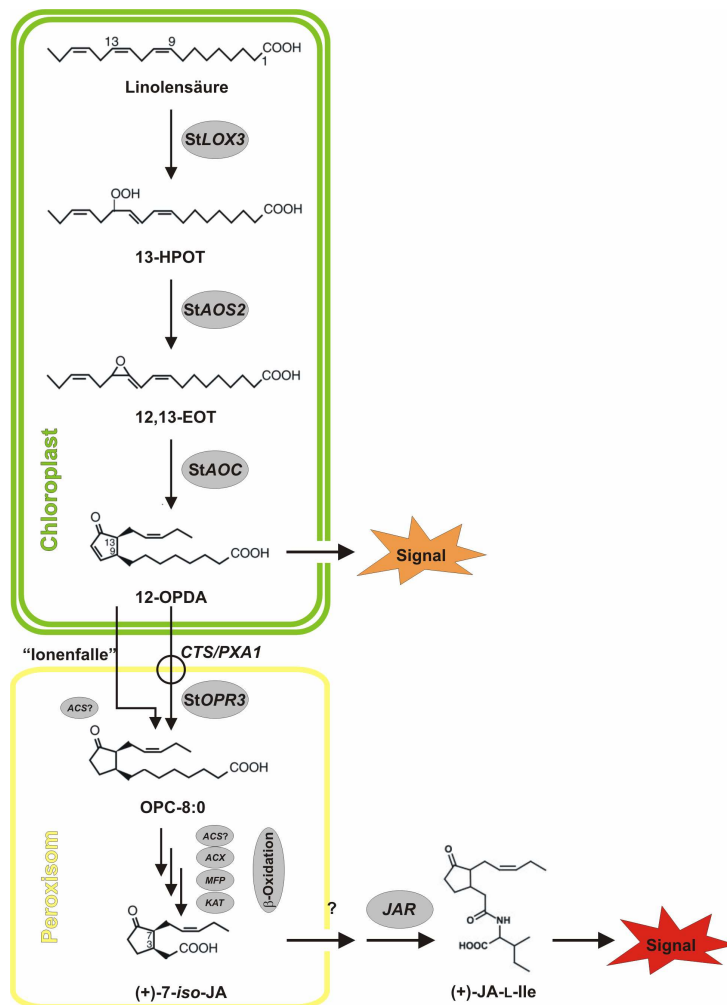 13 9 COOH
1
Linolensäure
StLOX3
OOH
COOH
13-HPOT
StAOS2
O
COOH
12,13-EOT
StAOC
Chloroplast
O
13
9
COOH
Signal
12-OPDA
"Ionenfalle"
CTS/PXA1
StOPR3
ACS?
O
COOH
OPC-8:0
Peroxisom
ACS?
ACX
MFP
KAT
β-Oxidation
O
7
3
COOH
(+)-7-iso-JA
?
JAR
O
O
NH
HOOC
(+)-JA-L-Ile
Signal